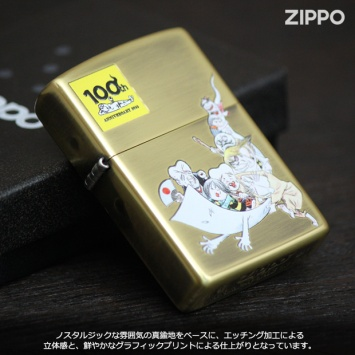 ZIPPO
100th
ANNIVERSARY
ノスタルジックな雰囲気の真鍮地をベースに、エッチング加工による
立体感と、鮮やかなグラフィックプリントによる仕上がりとなっています。